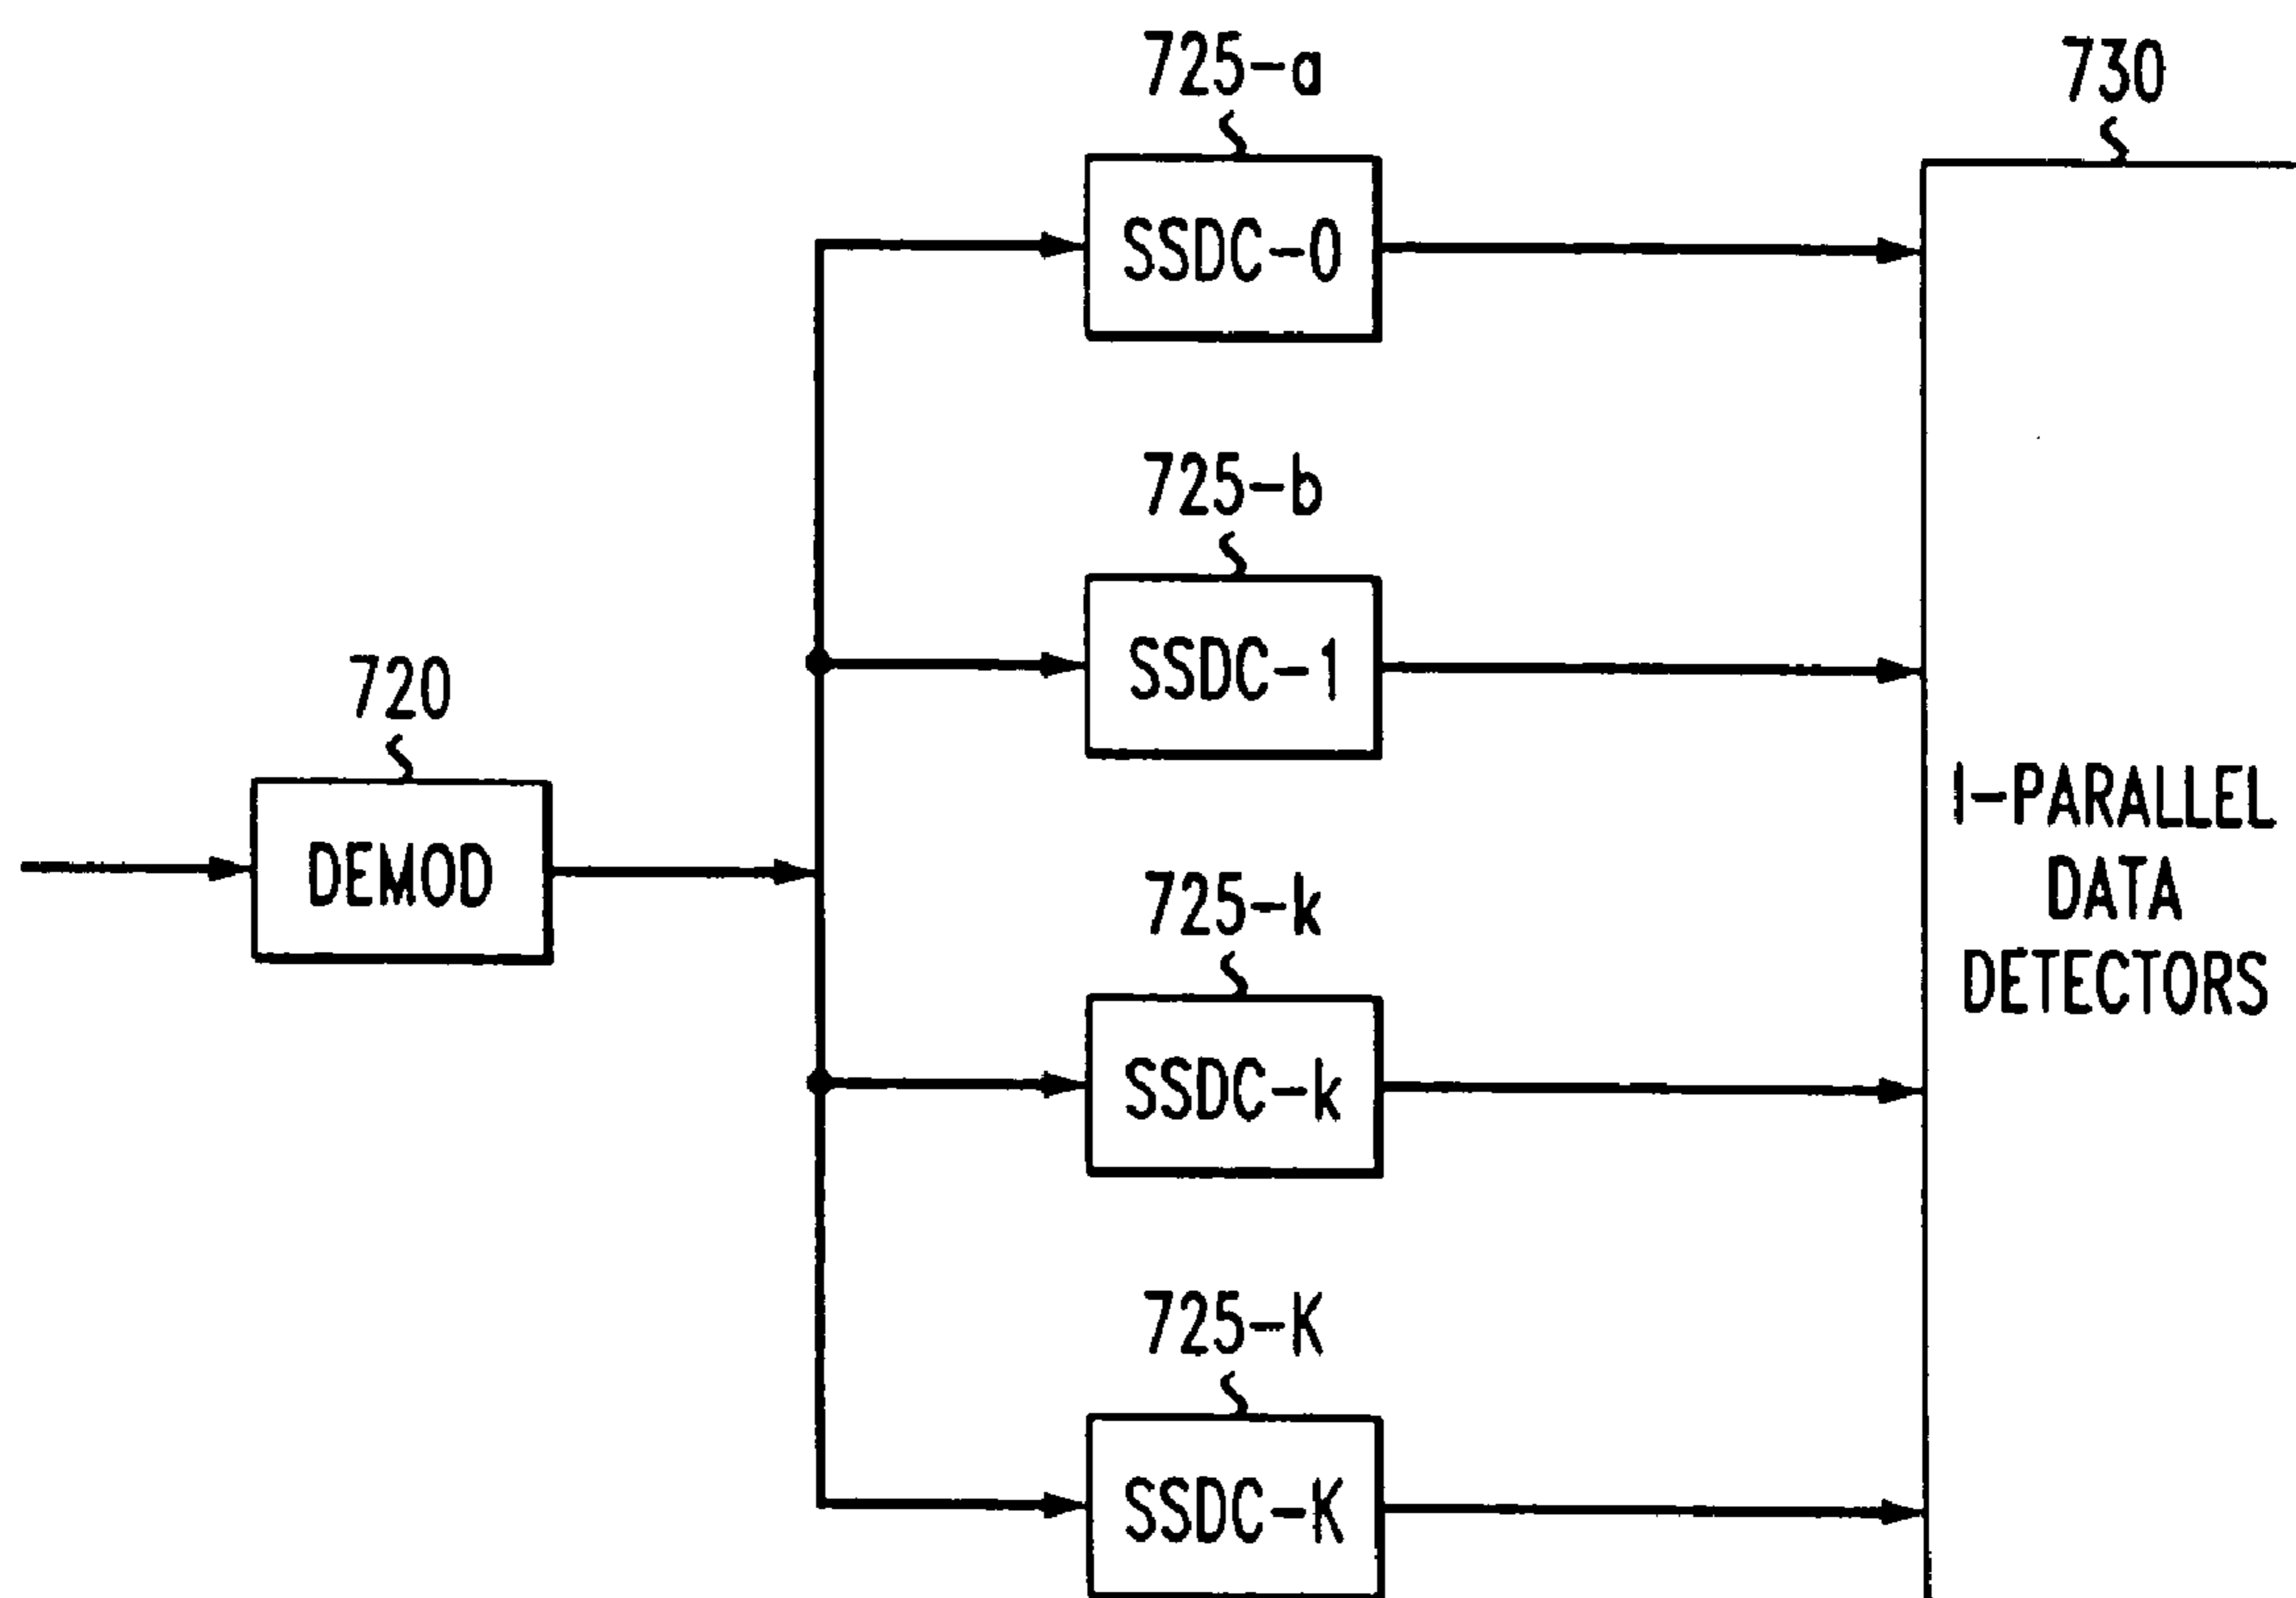 725-a
730
SSDC-0
725-b
SSDC-1
720
DEMOD
I-PARALLEL
DATA
DETECTORS
725-k
SSDC-k
725-K
SSDC-K